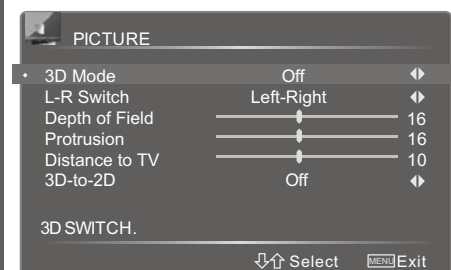 PICTURE
3D Mode Off
L-R Switch Left-Right
Depth of Field 16
Protrusion 16
Distance to TV 10
3D-to-2D Off
3D SWITCH.
Select MENU Exit